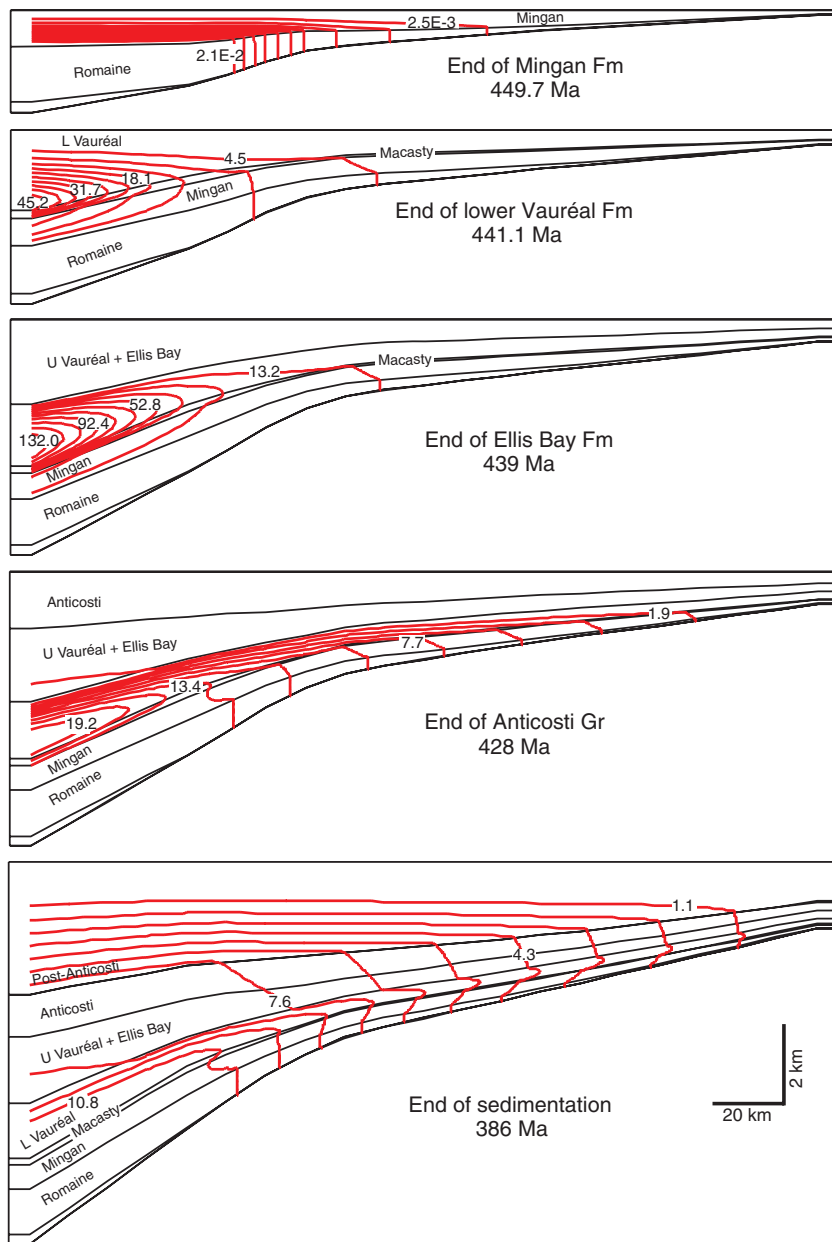 2.5E-3
Mingan
2.1E-2
Romaine
End of Mingan Fm
449.7 Ma
L Vauréal
4.5
Macasty
18.1
31.7
45.2
Mingan
Romaine
End of lower Vauréal Fm
441.1 Ma
U Vauréal + Ellis Bay
Macasty
13.2
52.8
92.4
132.0
Mingan
Romaine
End of Ellis Bay Fm
439 Ma
Anticosti
1.9
U Vauréal + Ellis Bay
7.7
13.4
19.2
Mingan
Romaine
End of Anticosti Gr
428 Ma
1.1
4.3
Post-Anticosti
7.6
Anticosti
U Vauréal + Ellis Bay
10.8
L Vauréal
Macasty
Mingan
Romaine
End of sedimentation
386 Ma
2 km
20 km